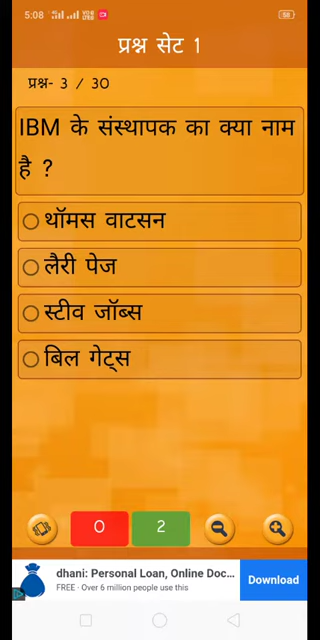 5:08
58
प्रश्न सेट 1
प्रश्न- 3 / 30
IBM के संस्थापक का क्या नाम
है ?
थॉमस वाटसन
लैरी पेज
स्टीव जॉब्स
बिल गेट्स
0 2
dhani: Personal Loan, Online Doc...
FREE · Over 6 million people use this
Download